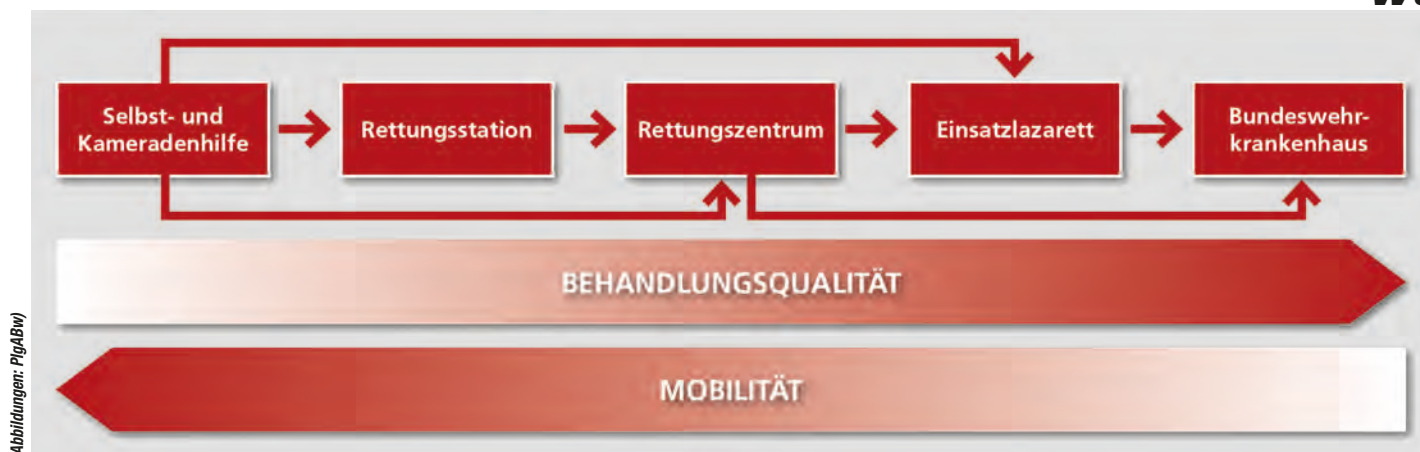 Selbst- und
Kameradenhilfe
Rettungsstation
Rettungszentrum
Einsatzlazarett
Bundeswehr-
krankenhaus
BEHANDLUNGSQUALITÄT
MOBILITÄT
Abbildungen: PlgABw)